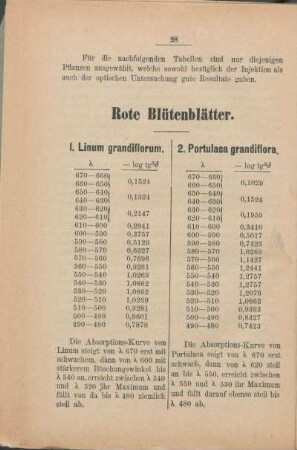 28
Für die nachfolgenden Tabellen sind nur diejenigen
Pflanzen ausgewählt, welche sowohl bezüglich der Injektion als
auch der optischen Untersuchung gute Resultate gaben.
Rote Blütenblätter.
I. Linum grandiflorum.
λ — log tg
670—660
660—650 0,1524
650—640
640—630 0,1524
630—620
620—610 0,2147
610—600 0,2941
600—590 0,3757
590—580 0,5129
580—570 0,6527
570—560 0,7696
560—550 0,9281
550—540 1,0263
540—530 1,0862
530—520 1,0862
520—510 1,0269
510—500 0,9281
500—490 0,8601
490—480 0,7878
Die Absorptions-Kurve von
Linum steigt von λ 670 erst mit
schwachem, dann von λ 600 mit
stärkerem Böschungswinkel bis
λ 540 an, erreicht zwischen λ 540
und λ 520 ihr Maximum und
fällt von da bis λ 480 ziemlich
steil ab.
2. Portulaca grandiflora.
λ — log tg
670—660
660—650 0,1029
650—640
640—630 0,1524
630—620
620—610 0,1959
610—600 0,3410
600—590 0,5017
590—580 0,7425
580—570 0,9281
570—560 1,1427
560—550 1,2441
550—540 1,2757
540—530 1,2757
530—520 1,2076
520—510 1,0862
510—500 0,9393
500—490 0,8327
490—480 0,7423
Die Absorptions-Kurve von
Portulaca steigt von λ 670 erst
schwach, dann von λ 620 steil
an bis λ 550, erreicht zwischen
λ 550 und λ 530 ihr Maximum
und fällt darauf ebenso steil bis
λ 480 ab.